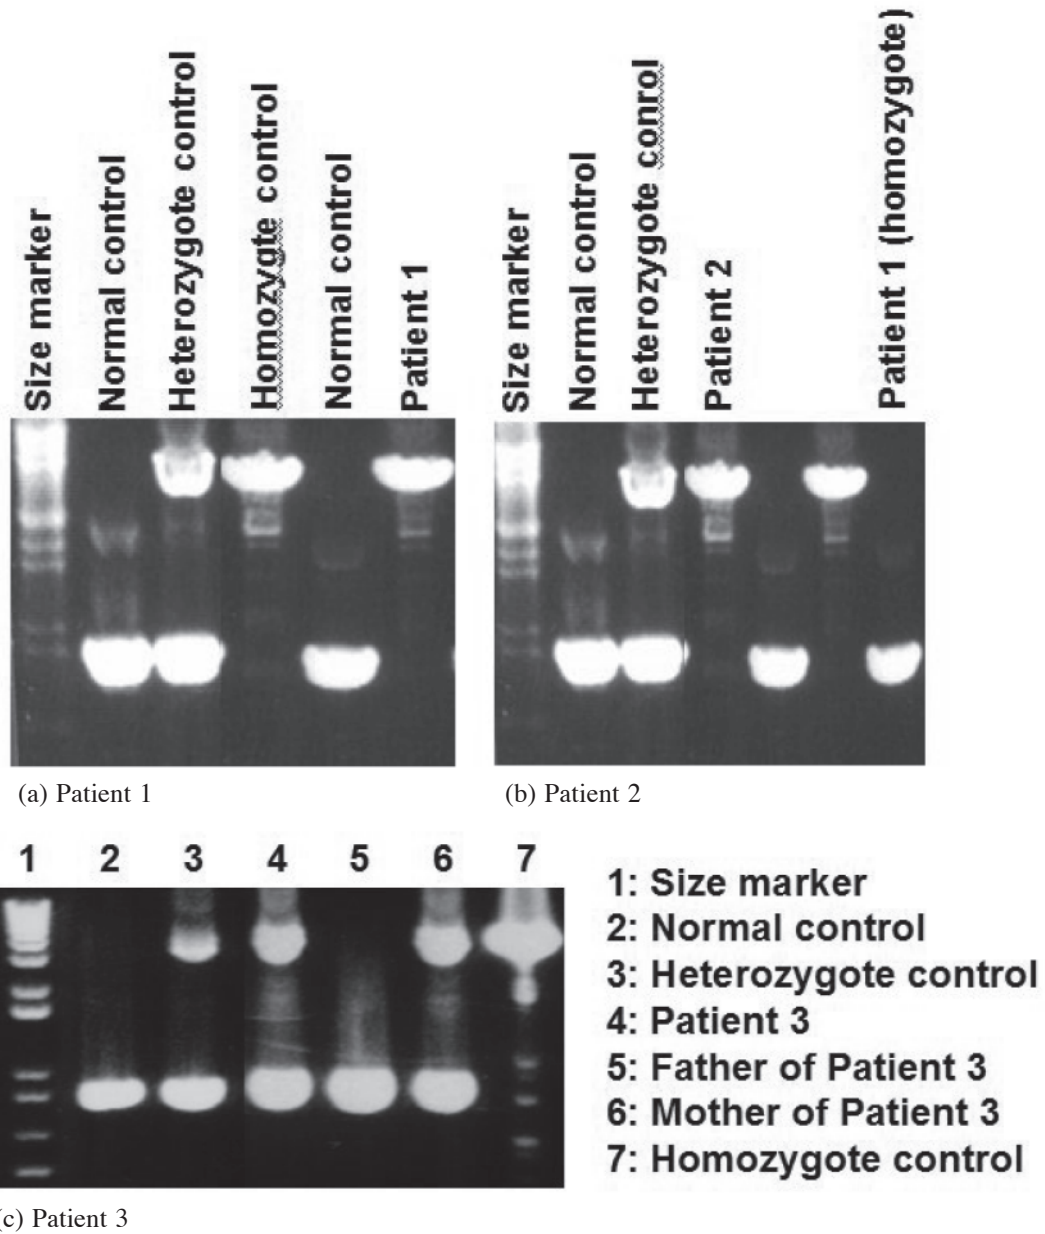 Size marker
Normal control
Heterozygote control
Homozygte control
Normal control
Patient 1
Size marker
Normal control
Heterozygote conrol
Patient 2
Patient 1 (homozygote)
(a) Patient 1
(b) Patient 2
1 2 3 4 5 6 7
1: Size marker
2: Normal control
3: Heterozygote control
4: Patient 3
5: Father of Patient 3
6: Mother of Patient 3
7: Homozygote control
(c) Patient 3